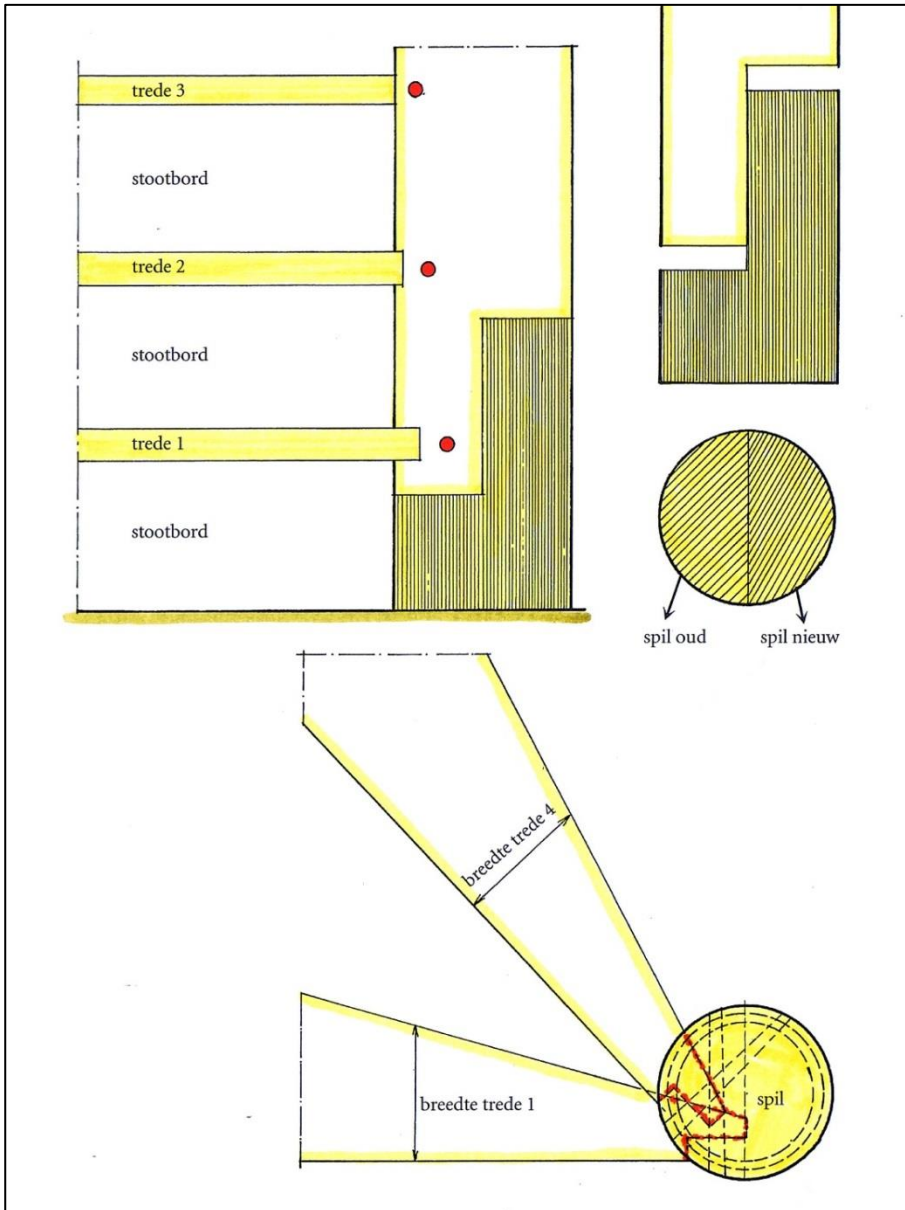 trede 3
stootbord
trede 2
stootbord
trede 1
stootbord
spil oud
spil nieuw
breedte trede 4
breedte trede 1
spil